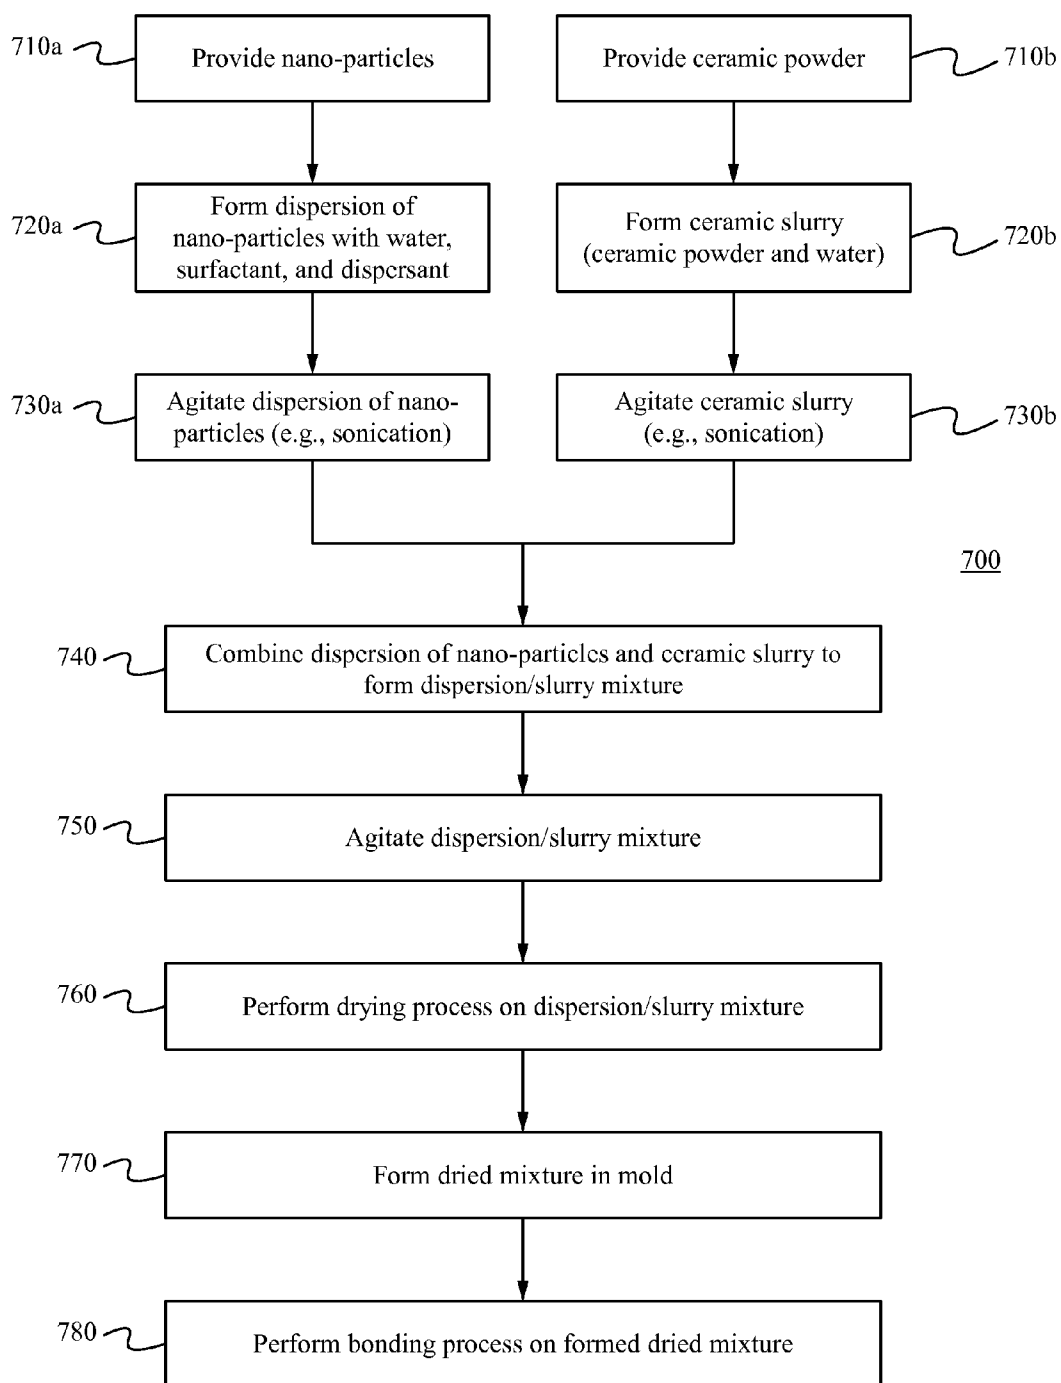 710a
Provide nano-particles
Provide ceramic powder
710b
720a
Form dispersion of
nano-particles with water,
surfactant, and dispersant
Form ceramic slurry
(ceramic powder and water)
720b
730a
Agitate dispersion of nano-
particles (e.g., sonication)
Agitate ceramic slurry
(e.g., sonication)
730b
700
740
Combine dispersion of nano-particles and ceramic slurry to
form dispersion/slurry mixture
750
Agitate dispersion/slurry mixture
760
Perform drying process on dispersion/slurry mixture
770
Form dried mixture in mold
780
Perform bonding process on formed dried mixture